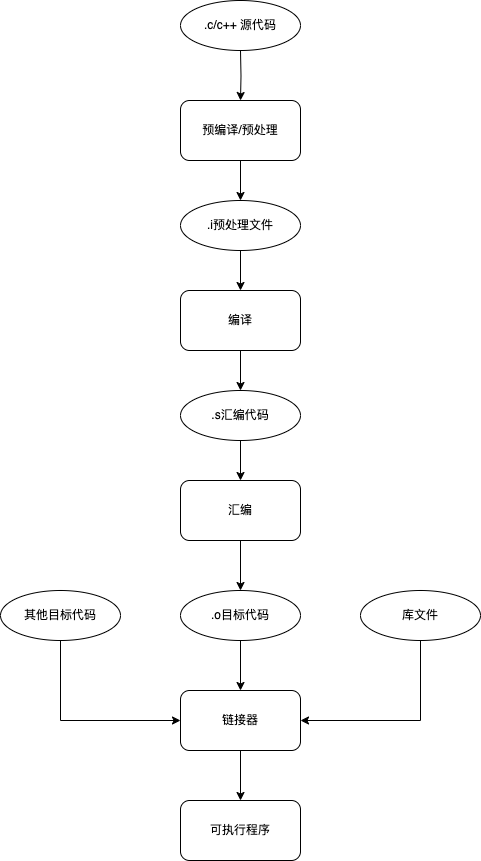 .c/c++ 源代码
预编译/预处理
.i预处理文件
编译
.s汇编代码
汇编
其他目标代码
.o目标代码
库文件
链接器
可执行程序